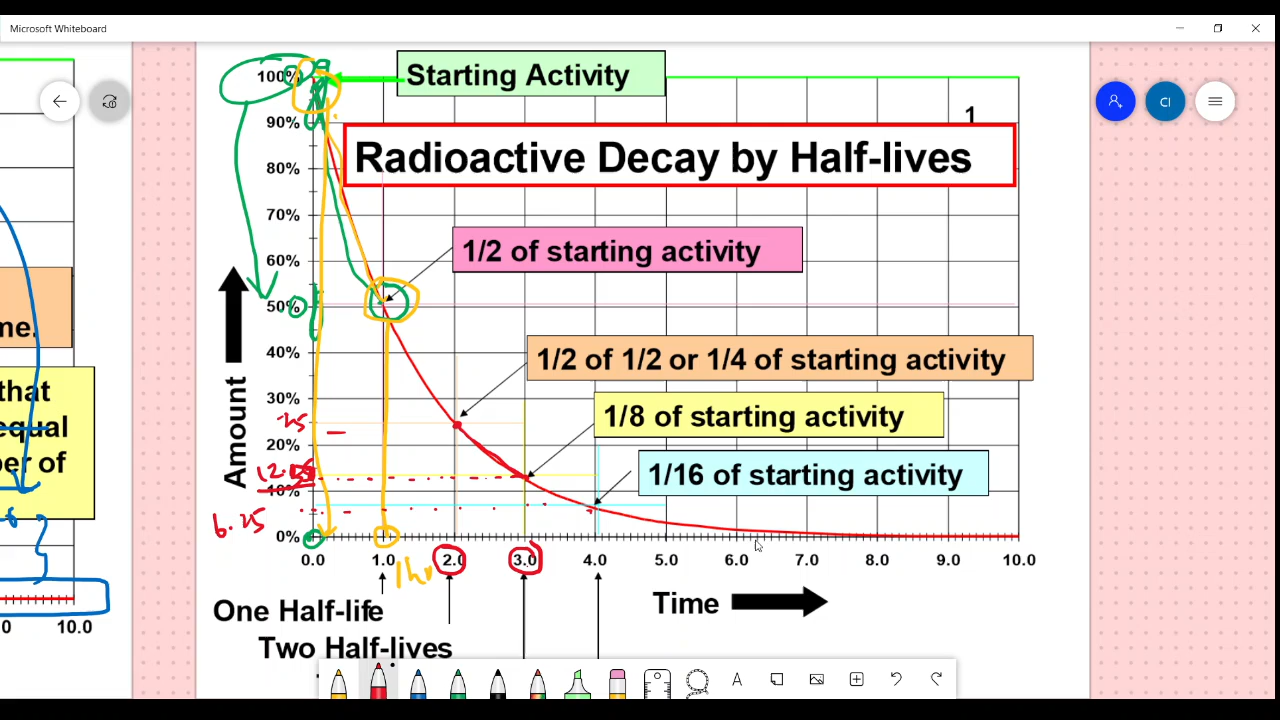 Microsoft Whiteboard
100%
Starting Activity
CI
1
90%
Radioactive Decay by Half-lives
80%
70%
60%
1/2 of starting activity
50%
40%
1/2 of 1/2 or 1/4 of starting activity
30%
25
1/8 of starting activity
20%
12.5
1/16 of starting activity
10%
6.25
0%
Amount
0.0 1.0 2.0 3.0 4.0 5.0 6.0 7.0 8.0 9.0 10.0
1hr
Time
One Half-life
Two Half-lives
me.
that
equal
er of
0 10.0
A